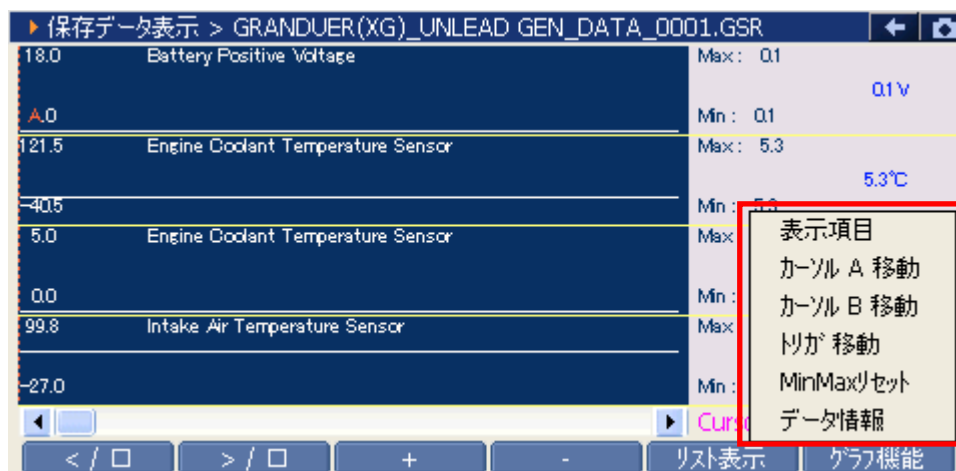 保存データ表示 > GRANDUER(XG)_UNLEAD GEN_DATA_0001.GSR
18.0 Battery Positive Voltage Max : 0.1
0.1 V
A.0 Min : 0.1
121.5 Engine Coolant Temperature Sensor Max : 5.3
5.3℃
-40.5 Min : 5.3
5.0 Engine Coolant Temperature Sensor Max
0.0 Min :
99.8 Intake Air Temperature Sensor Max
-27.0 Min :
表示項目
カーソル A 移動
カーソル B 移動
トリガ 移動
MinMaxリセット
データ情報
< / □ > / □ + - リスト表示 グラフ機能